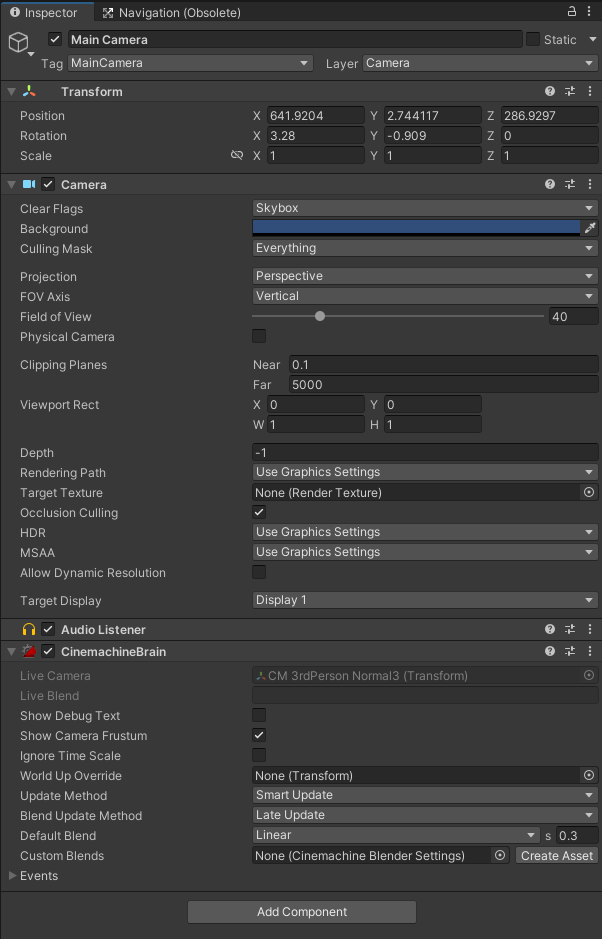 Inspector Navigation (Obsolete)
Main Camera Static
Tag MainCamera Layer Camera
Transform
Position X 641.9204 Y 2.744117 Z 286.9297
Rotation X 3.28 Y -0.909 Z 0
Scale X 1 Y 1 Z 1
Camera
Clear Flags Skybox
Background
Culling Mask Everything
Projection Perspective
FOV Axis Vertical
Field of View 40
Physical Camera
Clipping Planes Near 0.1
Far 5000
Viewport Rect X 0 Y 0
W 1 H 1
Depth -1
Rendering Path Use Graphics Settings
Target Texture None (Render Texture)
Occlusion Culling
HDR Use Graphics Settings
MSAA Use Graphics Settings
Allow Dynamic Resolution
Target Display Display 1
Audio Listener
CinemachineBrain
Live Camera CM 3rdPerson Normal3 (Transform)
Live Blend
Show Debug Text
Show Camera Frustum
Ignore Time Scale
World Up Override None (Transform)
Update Method Smart Update
Blend Update Method Late Update
Default Blend Linear s 0.3
Custom Blends None (Cinemachine Blender Settings) Create Asset
Events
Add Component